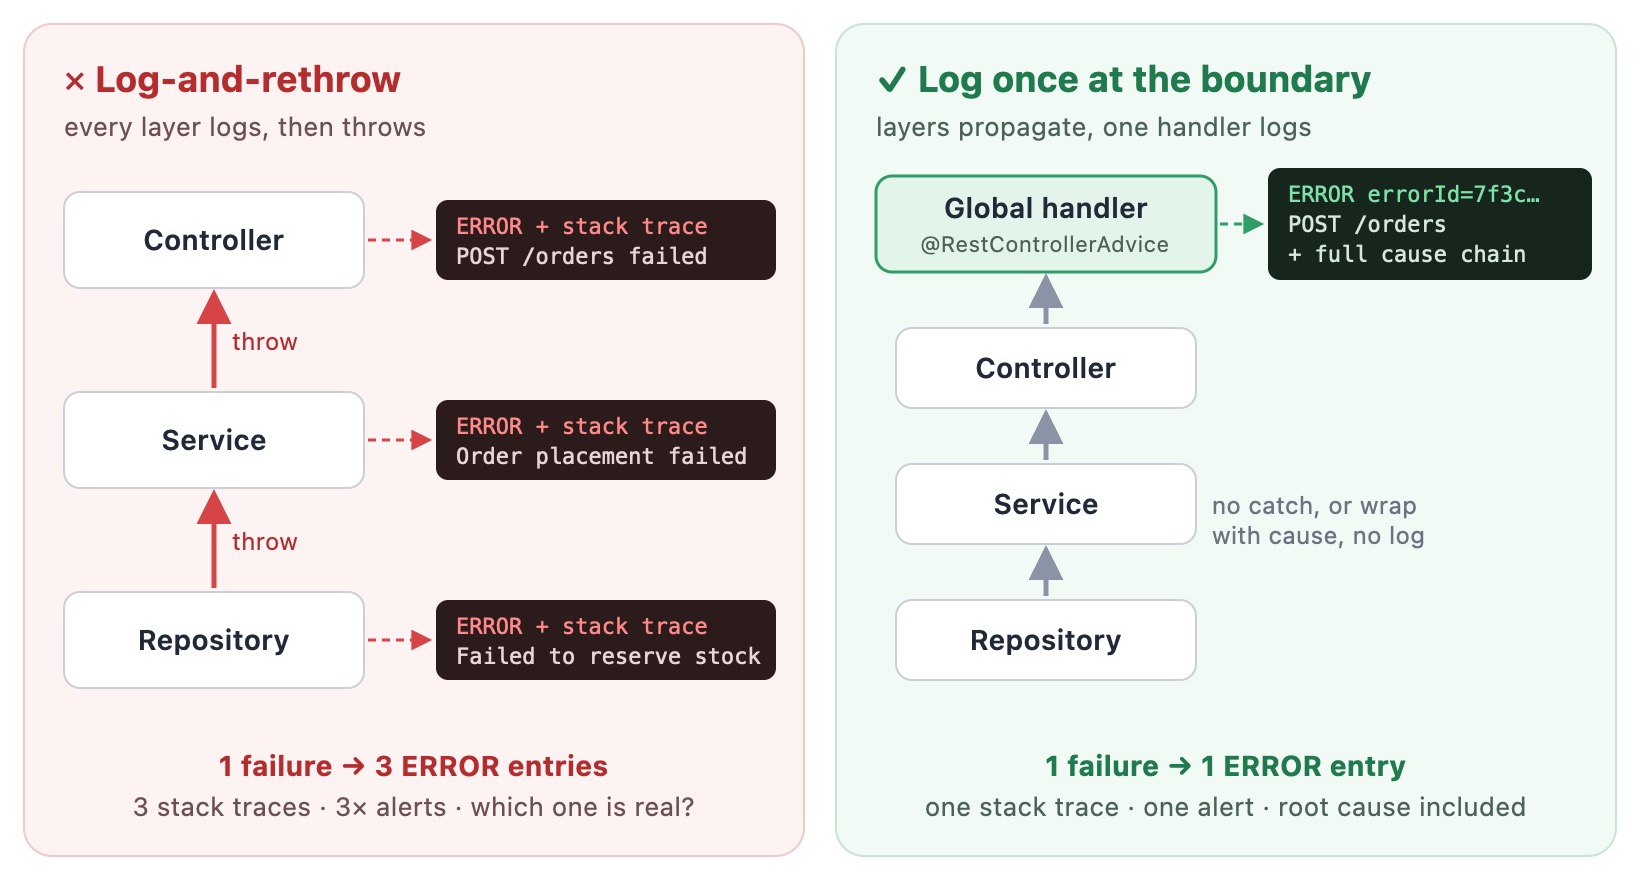 × Log-and-rethrow
every layer logs, then throws
Controller
ERROR + stack trace
POST /orders failed
throw
Service
ERROR + stack trace
Order placement failed
throw
Repository
ERROR + stack trace
Failed to reserve stock
1 failure → 3 ERROR entries
3 stack traces · 3× alerts · which one is real?
✓ Log once at the boundary
layers propagate, one handler logs
Global handler
@RestControllerAdvice
ERROR errorId=7f3c…
POST /orders
+ full cause chain
Controller
Service
no catch, or wrap
with cause, no log
Repository
1 failure → 1 ERROR entry
one stack trace · one alert · root cause included